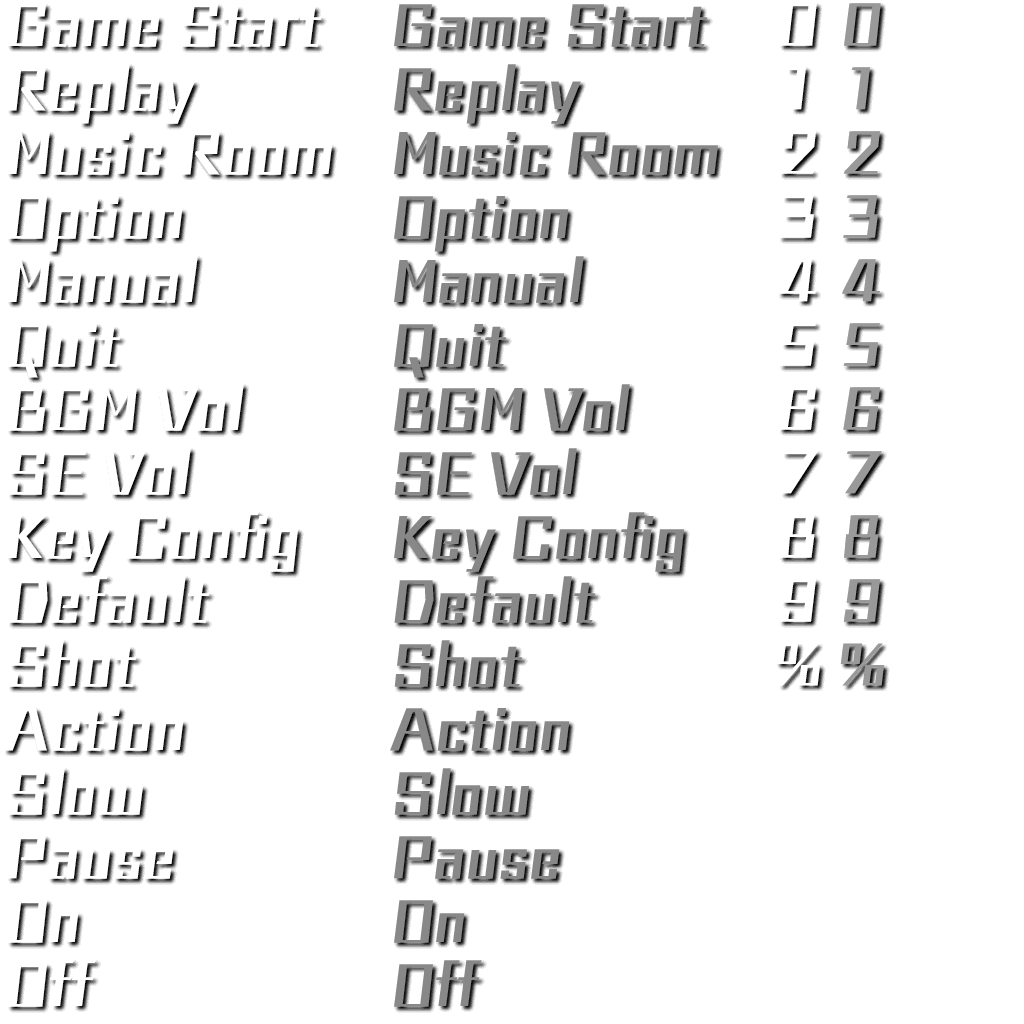 Game Start Game Start 0 0
Replay Replay 1 1
Music Room Music Room 2 2
Option Option 3 3
Manual Manual 4 4
Quit Quit 5 5
BGM Vol BGM Vol 6 6
SE Vol SE Vol 7 7
Key Config Key Config 8 8
Default Default 9 9
Shot Shot % %
Action Action
Slow Slow
Pause Pause
On On
Off Off